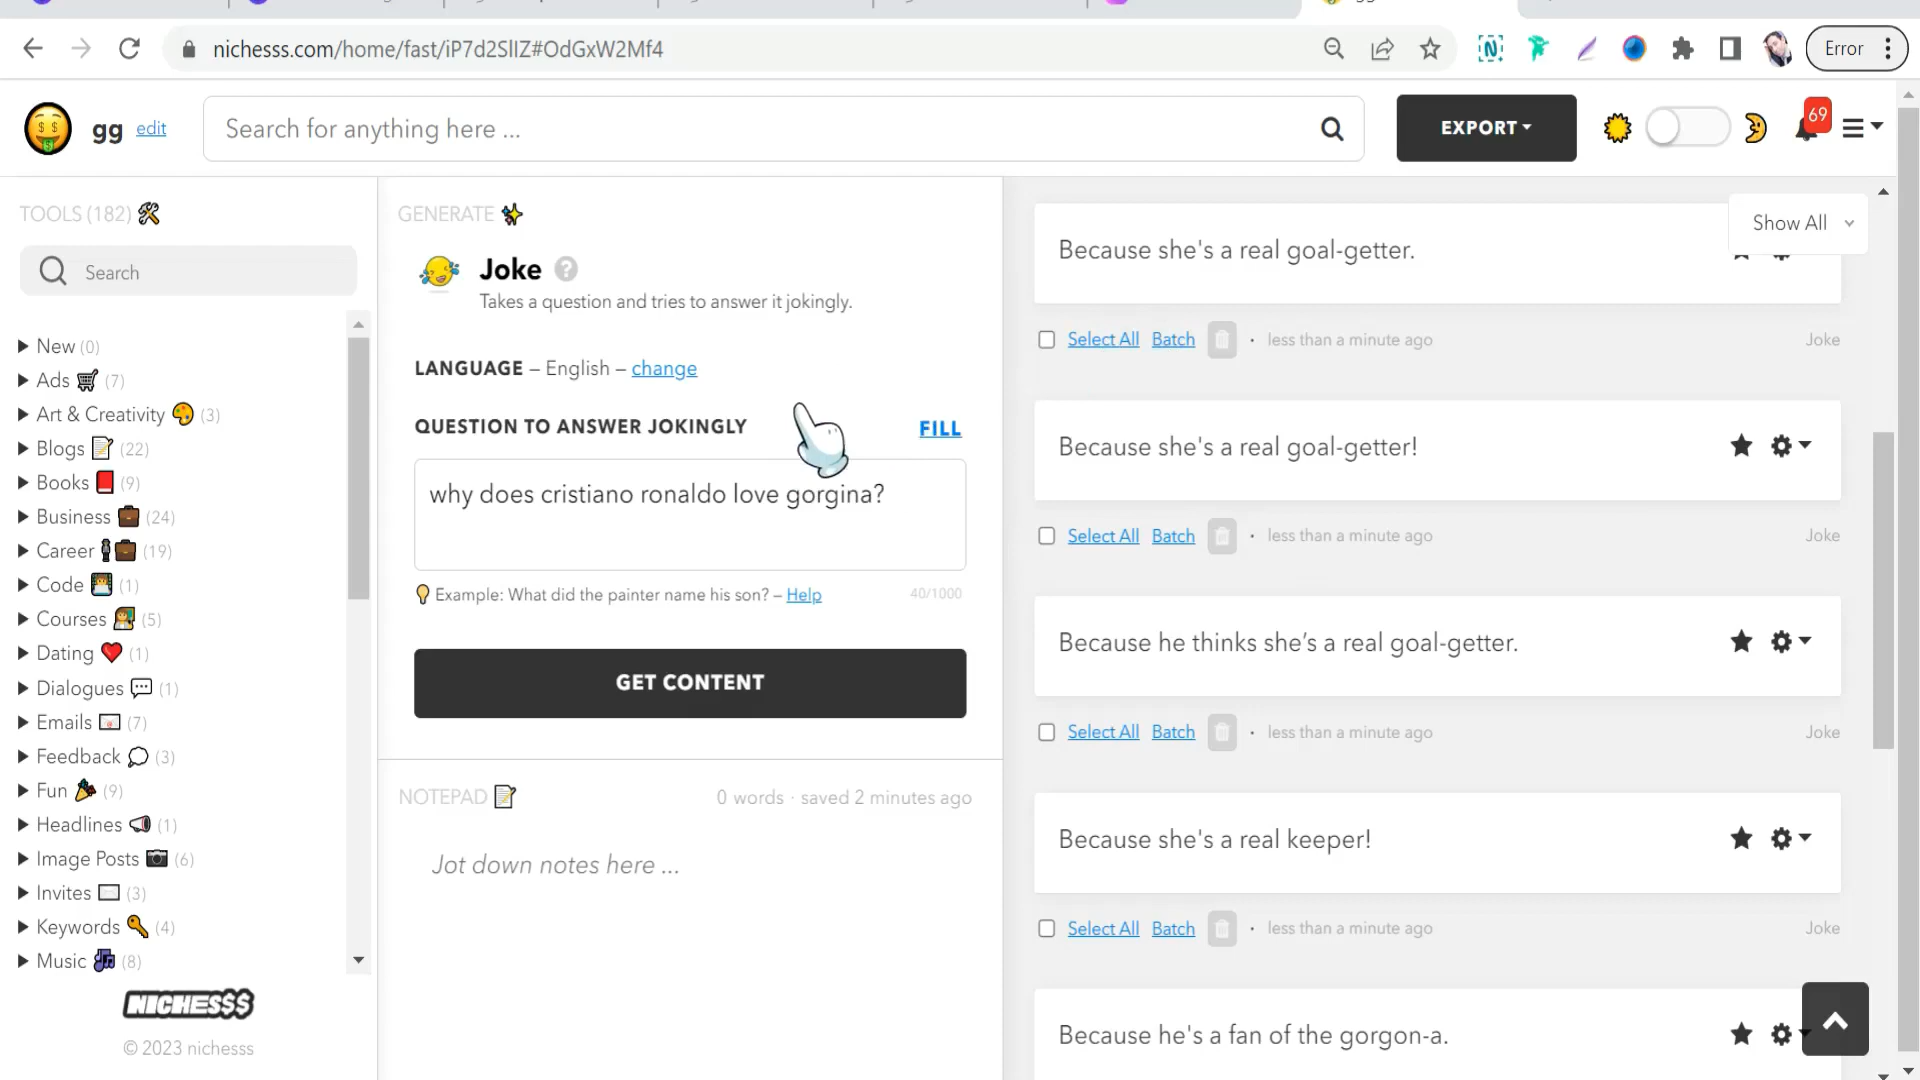 nichesss.com/home/fast/iP7d2SlIZ#OdGxW2Mf4
Error
gg edit
Search for anything here ...
EXPORT
69
TOOLS (182)
Search
New (0)
Ads (7)
Art & Creativity (3)
Blogs (22)
Books (9)
Business (24)
Career (19)
Code (1)
Courses (5)
Dating (1)
Dialogues (1)
Emails (7)
Feedback (3)
Fun (9)
Headlines (1)
Image Posts (6)
Invites (3)
Keywords (4)
Music (8)
NICHES$$
© 2023 nichesss
GENERATE
Joke ?
Takes a question and tries to answer it jokingly.
LANGUAGE – English – change
QUESTION TO ANSWER JOKINGLY FILL
why does cristiano ronaldo love gorgina?
Example: What did the painter name his son? – Help 40/1000
GET CONTENT
NOTEPAD 0 words · saved 2 minutes ago
Jot down notes here ...
Show All
Because she's a real goal-getter.
Select All Batch · less than a minute ago Joke
Because she's a real goal-getter!
Select All Batch · less than a minute ago Joke
Because he thinks she’s a real goal-getter.
Select All Batch · less than a minute ago Joke
Because she's a real keeper!
Select All Batch · less than a minute ago Joke
Because he's a fan of the gorgon-a.